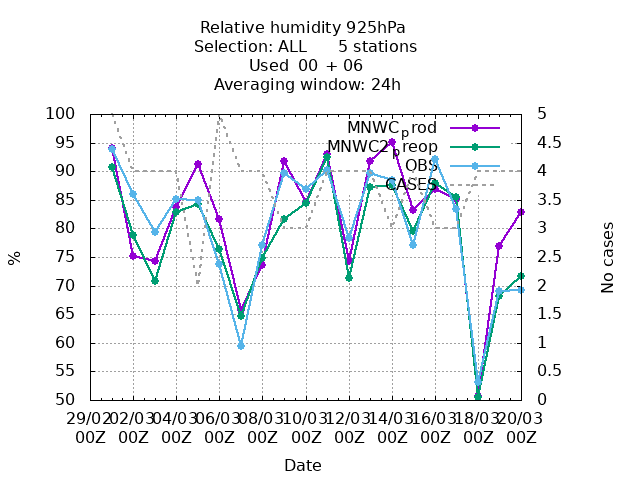 Relative humidity 925hPa
Selection: ALL 5 stations
Used 00 + 06
Averaging window: 24h
100 5
95 4.5
90 4
85 3.5
80 3
75 2.5
70 2
65 1.5
60 1
55 0.5
50 0
MNWC_prod
MNWC2_preop
OBS
CASES
%
No cases
29/02 02/03 04/03 06/03 08/03 10/03 12/03 14/03 16/03 18/03 20/03
00Z 00Z 00Z 00Z 00Z 00Z 00Z 00Z 00Z 00Z 00Z
Date